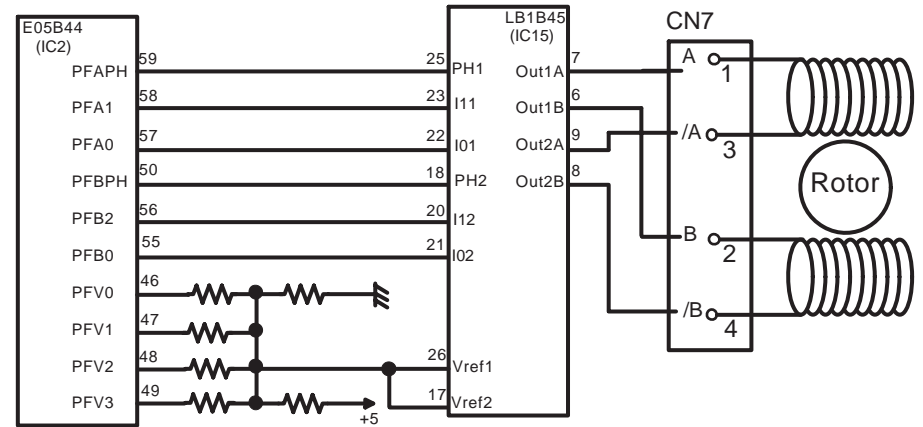 E05B44
(IC2)
LB1B45
(IC15)
CN7
PFAPH 59 25 PH1 Out1A 7 A 1
PFA1 58 23 I11 Out1B 6
PFA0 57 22 I01 Out2A 9 /A 3
PFBPH 50 18 PH2 Out2B 8
Rotor
PFB2 56 20 I12
PFB0 55 21 I02 B 2
PFV0 46
PFV1 47 /B 4
PFV2 48 26 Vref1
PFV3 49 17 Vref2
+5